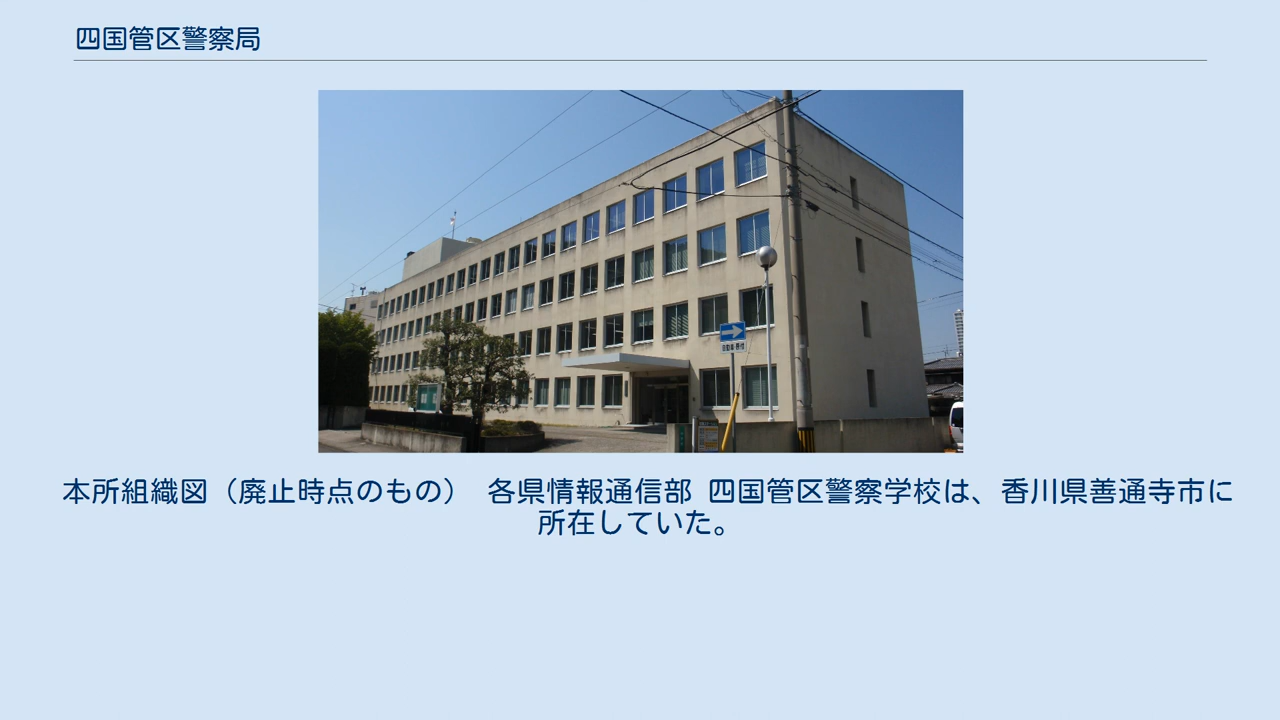 四国管区警察局
本所組織図（廃止時点のもの） 各県情報通信部 四国管区警察学校は、香川県善通寺市に
所在していた。